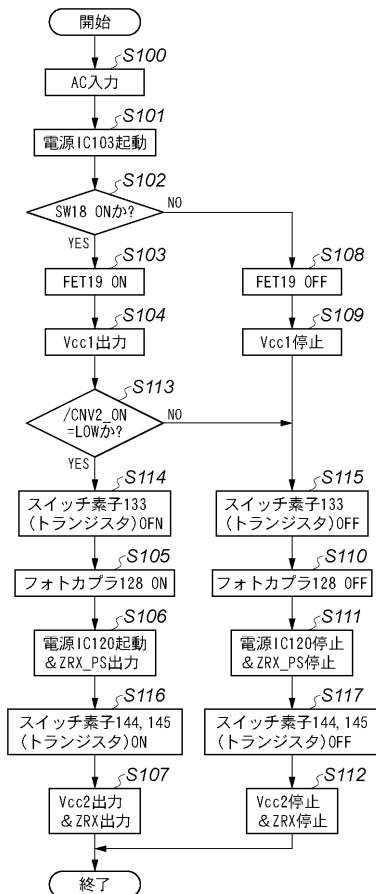 開始
S100
AC入力
S101
電源IC103起動
S102
SW18 ONか?
NO
YES
S103
FET19 ON
S108
FET19 OFF
S104
Vcc1出力
S109
Vcc1停止
S113
/CNV2_ON
=LOWか?
NO
YES
S114
スイッチ素子133
(トランジスタ)OFN
S115
スイッチ素子133
(トランジスタ)OFF
S105
フォトカプラ128 ON
S110
フォトカプラ128 OFF
S106
電源IC120起動
&ZRX_PS出力
S111
電源IC120停止
&ZRX_PS停止
S116
スイッチ素子144,145
(トランジスタ)ON
S117
スイッチ素子144,145
(トランジスタ)OFF
S107
Vcc2出力
&ZRX出力
S112
Vcc2停止
&ZRX停止
終了